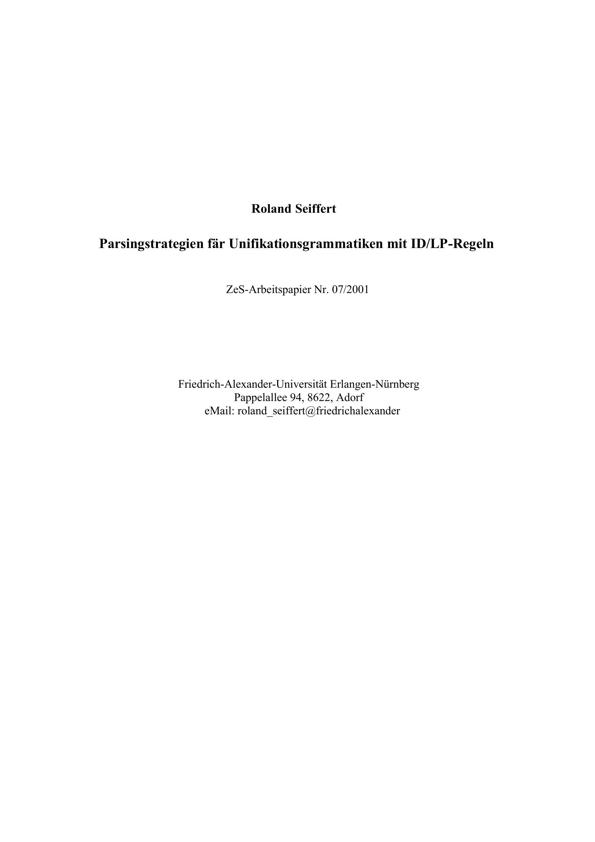 Roland Seiffert
Parsingstrategien fär Unifikationsgrammatiken mit ID/LP-Regeln
ZeS-Arbeitspapier Nr. 07/2001
Friedrich-Alexander-Universität Erlangen-Nürnberg
Pappelallee 94, 8622, Adorf
eMail: roland_seiffert@friedrichalexander